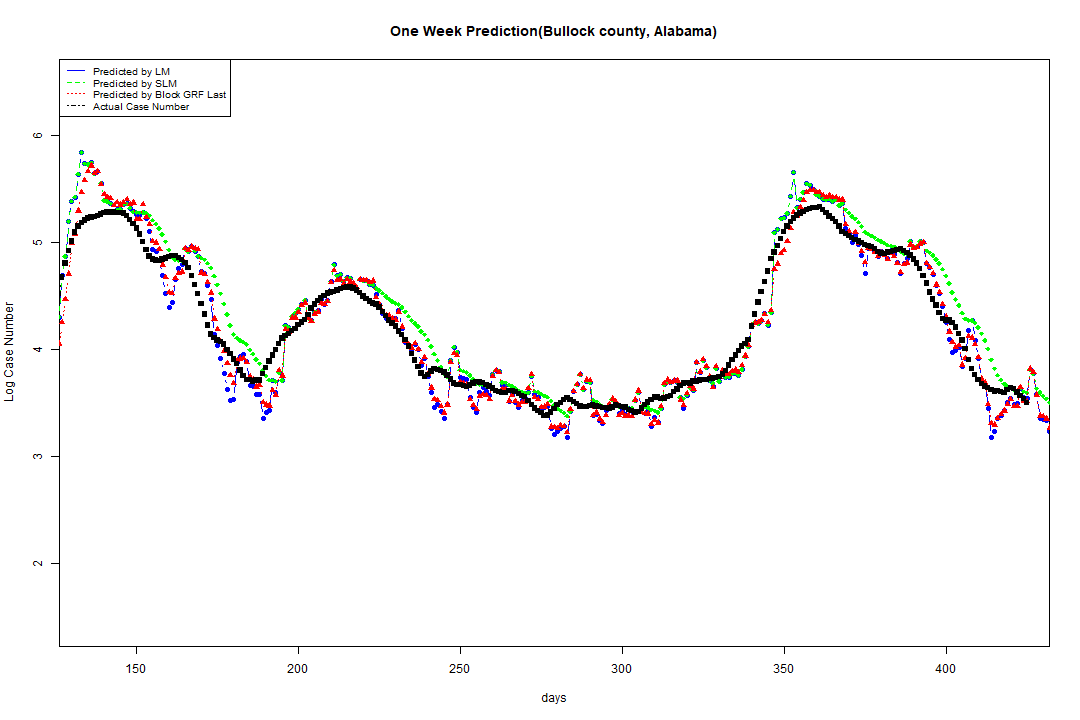 One Week Prediction(Bullock county, Alabama)
Predicted by LM
Predicted by SLM
Predicted by Block GRF Last
Actual Case Number
6
5
4
3
2
Log Case Number
150 200 250 300 350 400
days